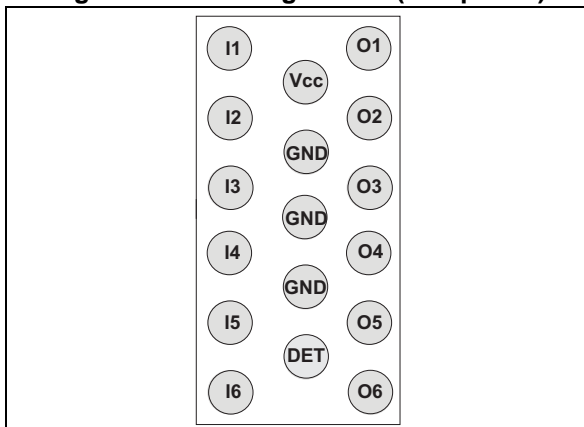 I1 O1
Vcc
I2 O2
GND
I3 O3
GND
I4 O4
GND
I5 O5
DET
I6 O6